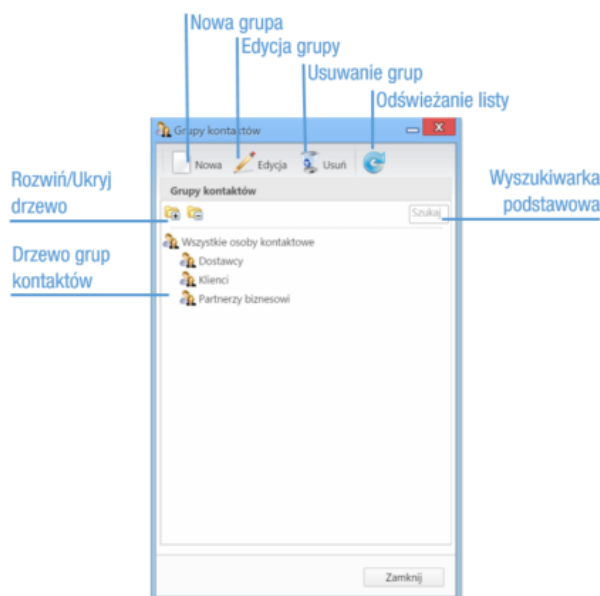 Nowa grupa
Edycja grupy
Usuwanie grup
Odświeżanie listy
Grupy kontaktów
Nowa Edycja Usuń
Rozwiń/Ukryj
drzewo
Wyszukiwarka
podstawowa
Grupy kontaktów
Szukaj
Drzewo grup
kontaktów
Wszystkie osoby kontaktowe
Dostawcy
Klienci
Partnerzy biznesowi
Zamknij